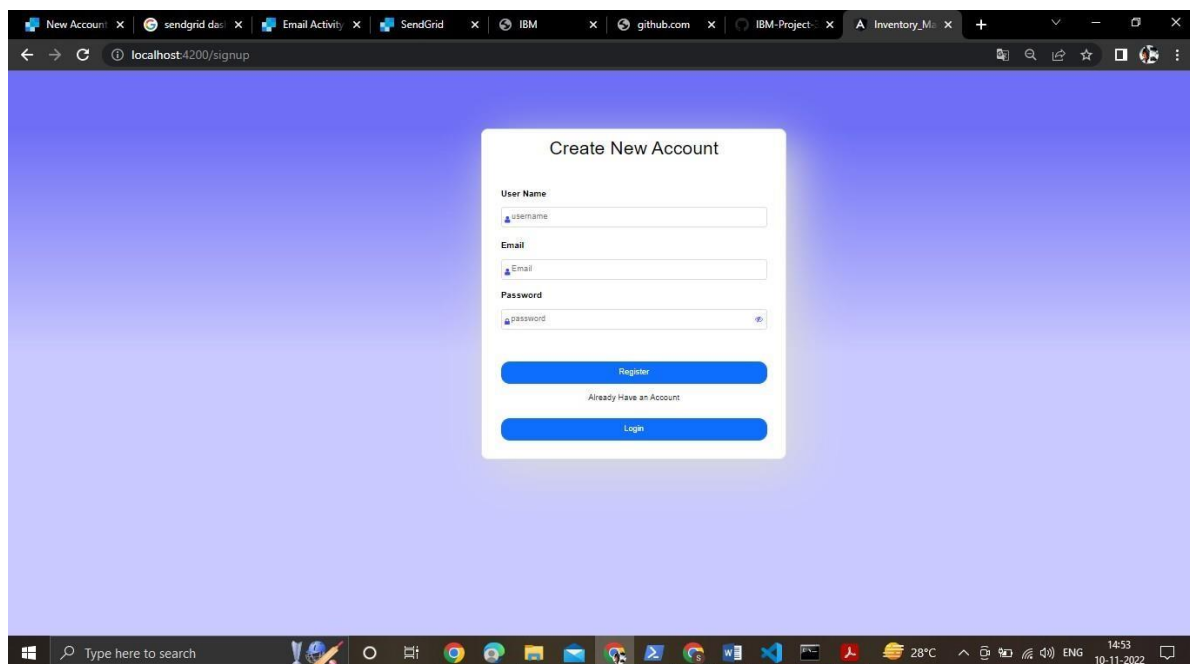 New Account
sendgrid das
Email Activity
SendGrid
IBM
github.com
IBM-Project-3
Inventory_Ma
localhost:4200/signup
Create New Account
User Name
username
Email
Email
Password
password
Register
Already Have an Account
Login
Type here to search
28°C
ENG
14:53
10-11-2022